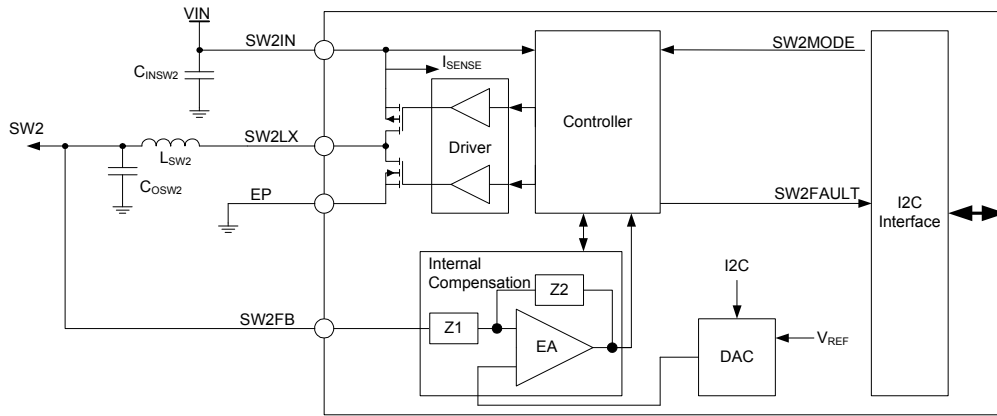 VIN
SW2IN
SW2MODE
CINSW2
ISENSE
Controller
SW2
SW2LX
Driver
LSW2
COSW2
EP
SW2FAULT
I2C
Interface
Internal
Compensation
Z2
I2C
SW2FB
Z1
EA
DAC
VREF